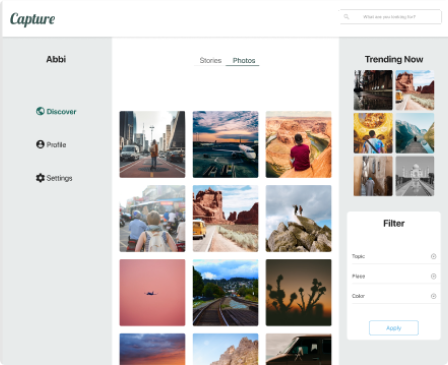 Capture
What are you looking for?
Abbi
Discover
Profile
Settings
Stories
Photos
Trending Now
Filter
Topic
Place
Color
Apply